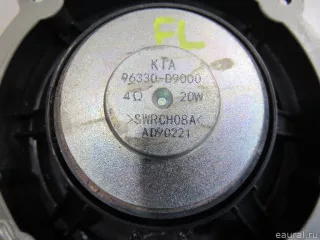 FL
KIA
96330-D9000
4Ω 20W
>SWRCH08A<
AD90221
© eaural.ru